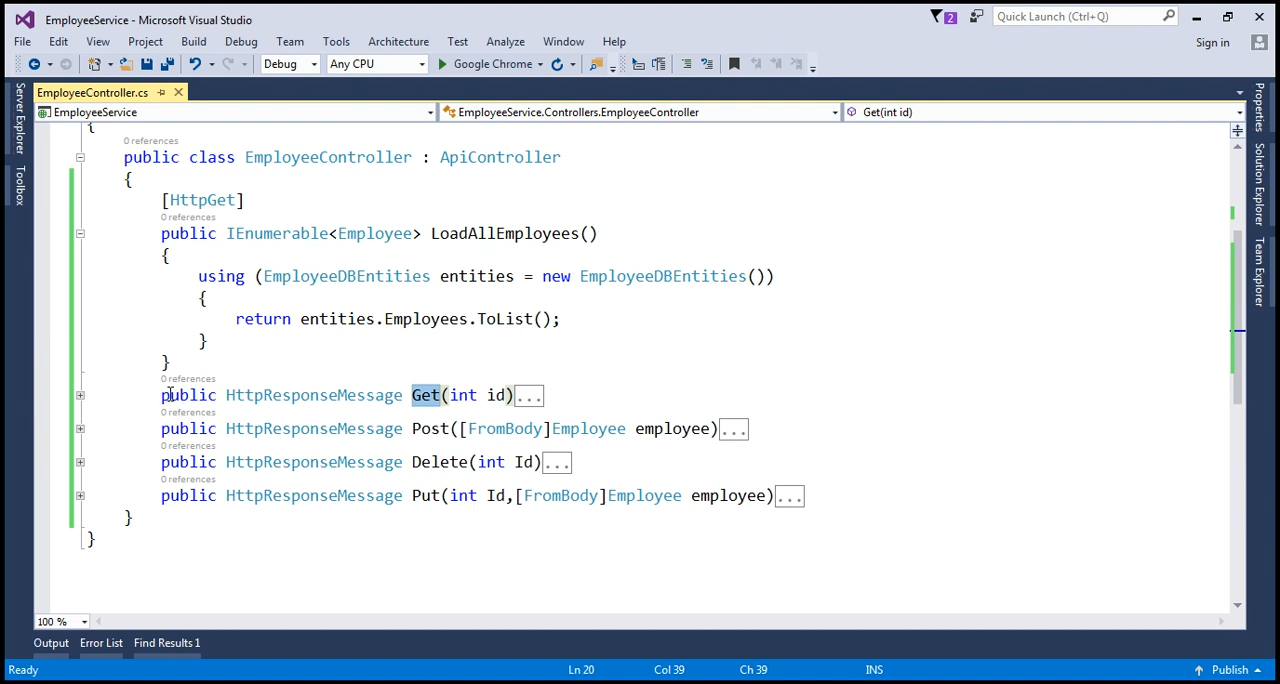 EmployeeService - Microsoft Visual Studio
2
Quick Launch (Ctrl+Q)
File Edit View Project Build Debug Team Tools Architecture Test Analyze Window Help
Sign in
Debug Any CPU Google Chrome
EmployeeController.cs
EmployeeService EmployeeService.Controllers.EmployeeController Get(int id)
Server Explorer
Toolbox
Properties
Solution Explorer
Team Explorer
{
0 references
public class EmployeeController : ApiController
{
[HttpGet]
0 references
public IEnumerable<Employee> LoadAllEmployees()
{
using (EmployeeDBEntities entities = new EmployeeDBEntities())
{
return entities.Employees.ToList();
}
}
0 references
public HttpResponseMessage Get(int id)...
0 references
public HttpResponseMessage Post([FromBody]Employee employee)...
0 references
public HttpResponseMessage Delete(int Id)...
0 references
public HttpResponseMessage Put(int Id,[FromBody]Employee employee)...
}
}
100 %
Output Error List Find Results 1
Ready Ln 20 Col 39 Ch 39 INS Publish